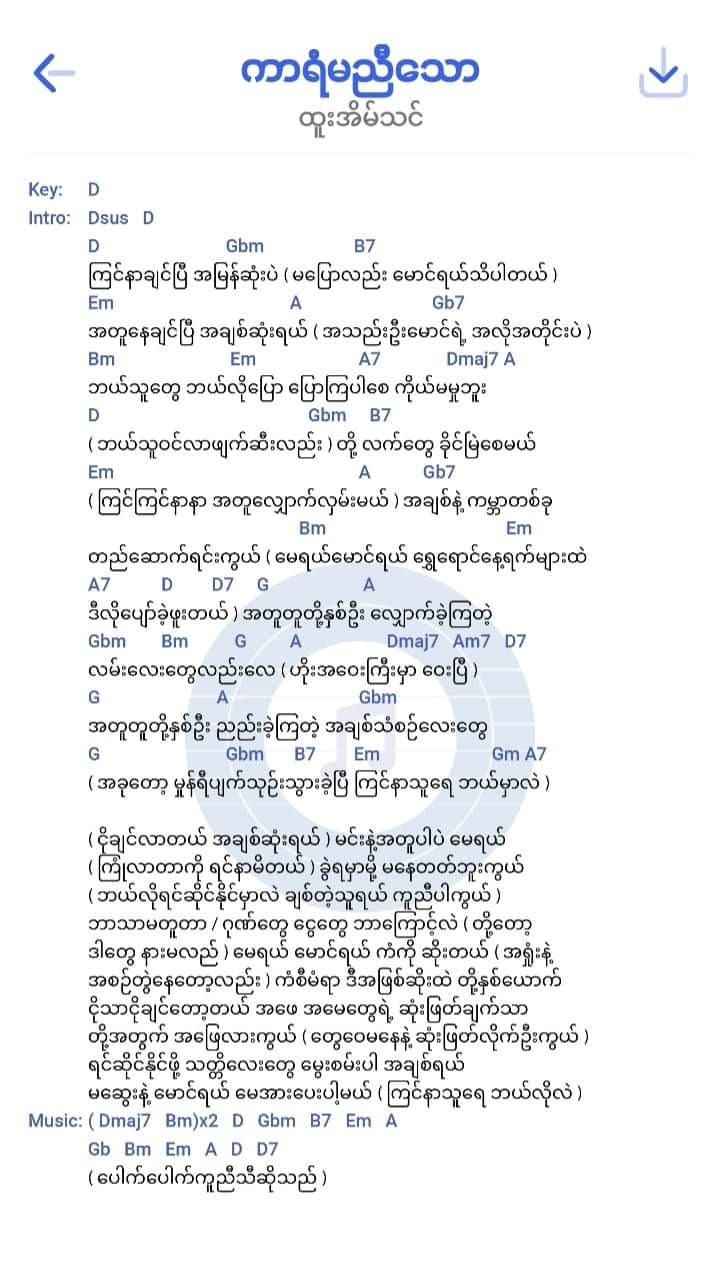 ကာရံမညီသော
ထူးအိမ်သင်
Key: D
Intro: Dsus D
D Gbm B7
ကြင်နာချင်ပြီ အမြန်ဆုံးပဲ ( မပြောလည်း မောင်ရယ်သိပါတယ် )
Em A Gb7
အတူနေချင်ပြီ အချစ်ဆုံးရယ် ( အသည်းဦးမောင်ရဲ့ အလိုအတိုင်းပဲ )
Bm Em A7 Dmaj7 A
ဘယ်သူတွေ ဘယ်လိုပြော ပြောကြပါစေ ကိုယ်မမှုဘူး
D Gbm B7
( ဘယ်သူဝင်လာဖျက်ဆီးလည်း ) တို့ လက်တွေ ခိုင်မြဲစေမယ်
Em A Gb7
( ကြင်ကြင်နာနာ အတူလျှောက်လှမ်းမယ် ) အချစ်နဲ့ ကမ္ဘာတစ်ခု
Bm Em
တည်ဆောက်ရင်းကွယ် ( မေရယ်မောင်ရယ် ရွှေရောင်နေ့ရက်များထဲ
A7 D D7 G A
ဒီလိုပျော်ခဲ့ဖူးတယ် ) အတူတူတို့နှစ်ဦး လျှောက်ခဲ့ကြတဲ့
Gbm Bm G A Dmaj7 Am7 D7
လမ်းလေးတွေလည်းလေ ( ဟိုးအဝေးကြီးမှာ ဝေးပြီ )
G A Gbm
အတူတူတို့နှစ်ဦး ညည်းခဲ့ကြတဲ့ အချစ်သံစဉ်လေးတွေ
G Gbm B7 Em Gm A7
( အခုတော့ မှုန်ရီပျက်သုဉ်းသွားခဲ့ပြီ ကြင်နာသူရေ ဘယ်မှာလဲ )
( ငိုချင်လာတယ် အချစ်ဆုံးရယ် ) မင်းနဲ့အတူပါပဲ မေရယ်
( ကြုံလာတာကို ရင်နာမိတယ် ) ခွဲရမှာမို့ မနေတတ်ဘူးကွယ်
( ဘယ်လိုရင်ဆိုင်နိုင်မှာလဲ ချစ်တဲ့သူရယ် ကူညီပါကွယ် )
ဘာသာမတူတာ / ဂုဏ်တွေ ငွေတွေ ဘာကြောင့်လဲ ( တို့တော့
ဒါတွေ နားမလည် ) မေရယ် မောင်ရယ် ကံကို ဆိုးတယ် ( အရှုံးနဲ့
အစဉ်တွဲနေတော့လည်း ) ကံစီမံရာ ဒီအဖြစ်ဆိုးထဲ တို့နှစ်ယောက်
ငိုသာငိုချင်တော့တယ် အဖေ အမေတွေရဲ့ ဆုံးဖြတ်ချက်သာ
တို့အတွက် အဖြေလားကွယ် ( တွေဝေမနေနဲ့ ဆုံးဖြတ်လိုက်ဦးကွယ် )
ရင်ဆိုင်နိုင်ဖို့ သတ္တိလေးတွေ မွေးစမ်းပါ အချစ်ရယ်
မဆွေးနဲ့ မောင်ရယ် မေအားပေးပါ့မယ် ( ကြင်နာသူရေ ဘယ်လိုလဲ )
Music: ( Dmaj7 Bm)x2 D Gbm B7 Em A
Gb Bm Em A D D7
( ပေါက်ပေါက်ကူညီသီဆိုသည် )